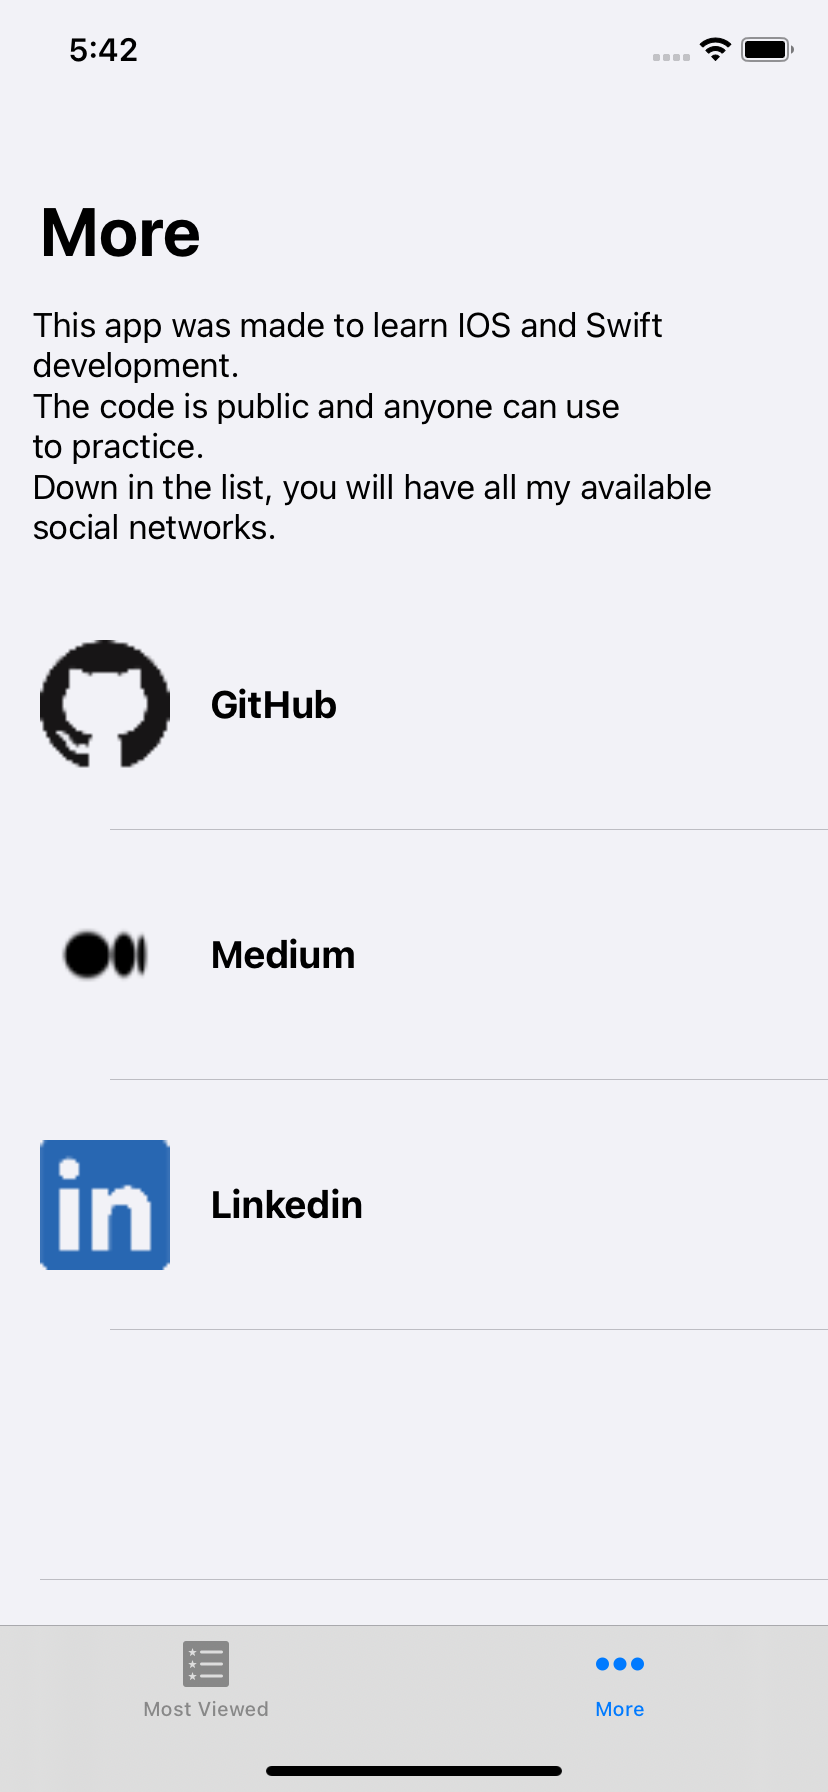 5:42
More
This app was made to learn IOS and Swift
development.
The code is public and anyone can use
to practice.
Down in the list, you will have all my available
social networks.
GitHub
Medium
in
Linkedin
Most Viewed
More